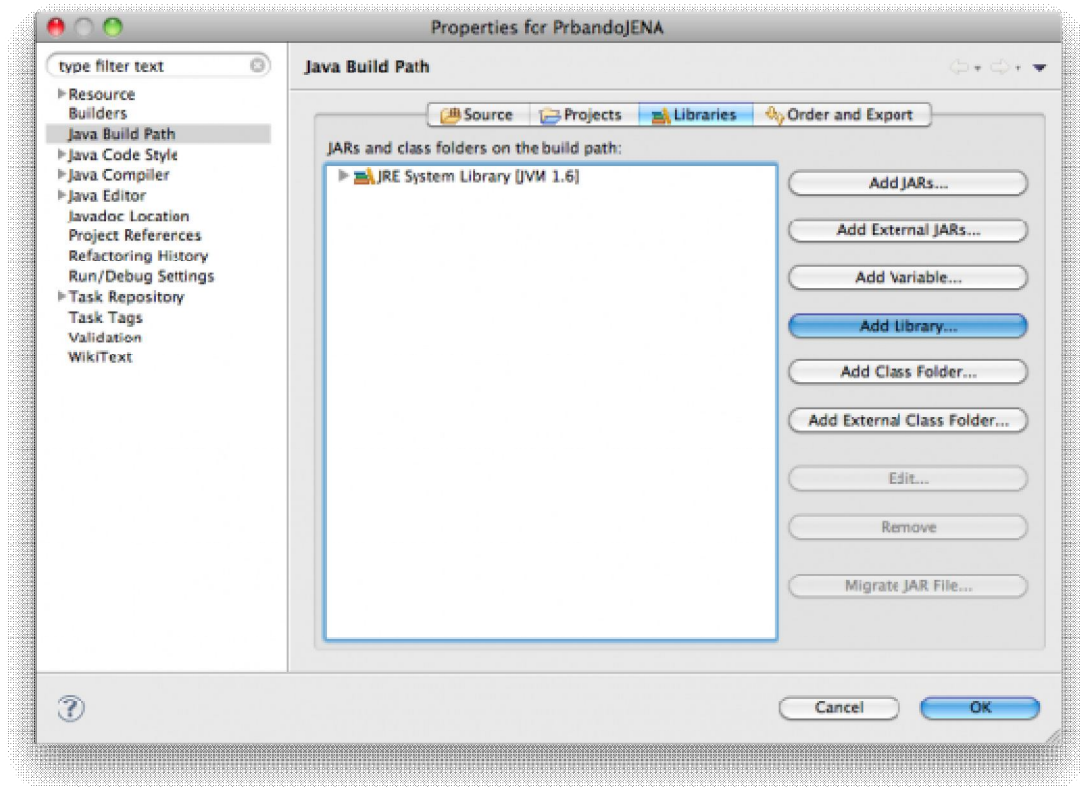 Properties for PrbandoJENA
type filter text
Java Build Path
Resource
Builders
Java Build Path
Java Code Style
Java Compiler
Java Editor
Javadoc Location
Project References
Refactoring History
Run/Debug Settings
Task Repository
Task Tags
Validation
WikiText
Source
Projects
Libraries
Order and Export
JARs and class folders on the build path:
JRE System Library [JVM 1.6]
Add JARs...
Add External JARs...
Add Variable...
Add Library...
Add Class Folder...
Add External Class Folder...
Edit...
Remove
Migrate JAR File...
?
Cancel
OK